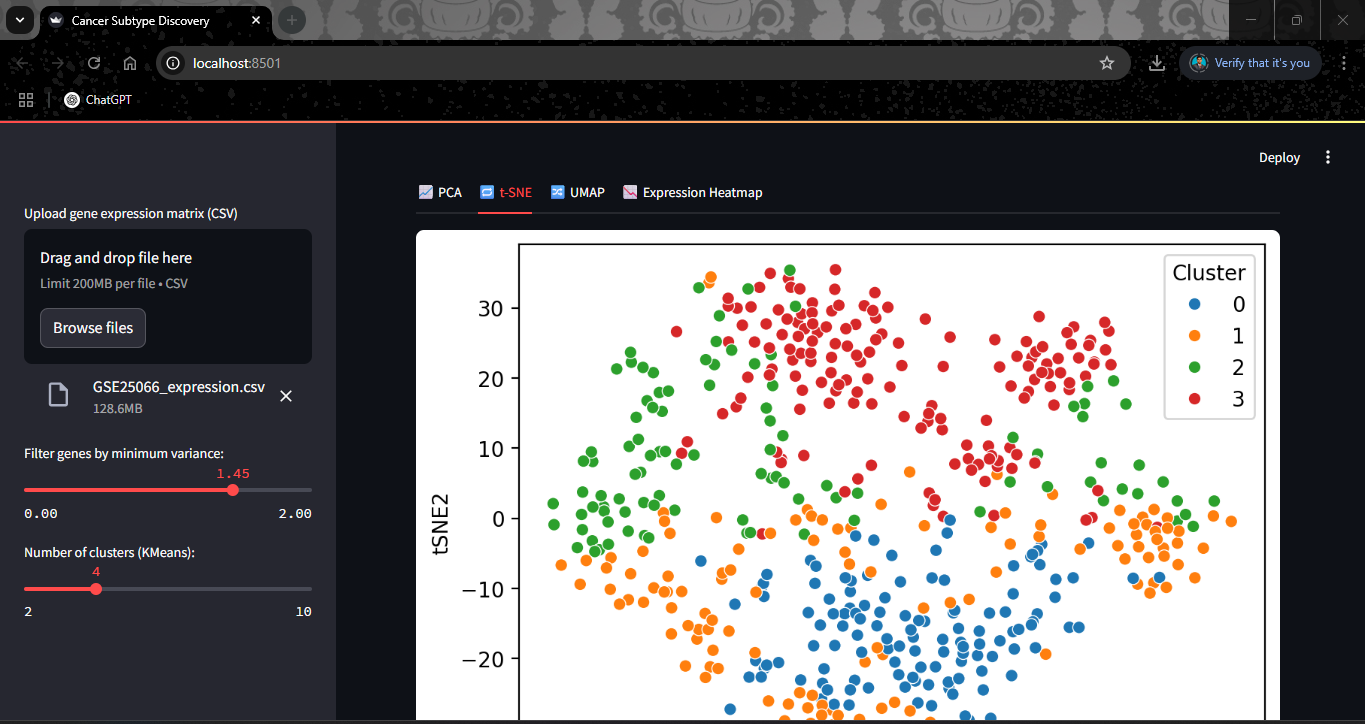 Cancer Subtype Discovery
localhost:8501
Verify that it's you
ChatGPT
Deploy
Upload gene expression matrix (CSV)
Drag and drop file here
Limit 200MB per file • CSV
Browse files
GSE25066_expression.csv
128.6MB
Filter genes by minimum variance:
1.45
0.00 2.00
Number of clusters (KMeans):
4
2 10
PCA t-SNE UMAP Expression Heatmap
Cluster
0
1
2
3
tSNE2
30
20
10
0
−10
−20